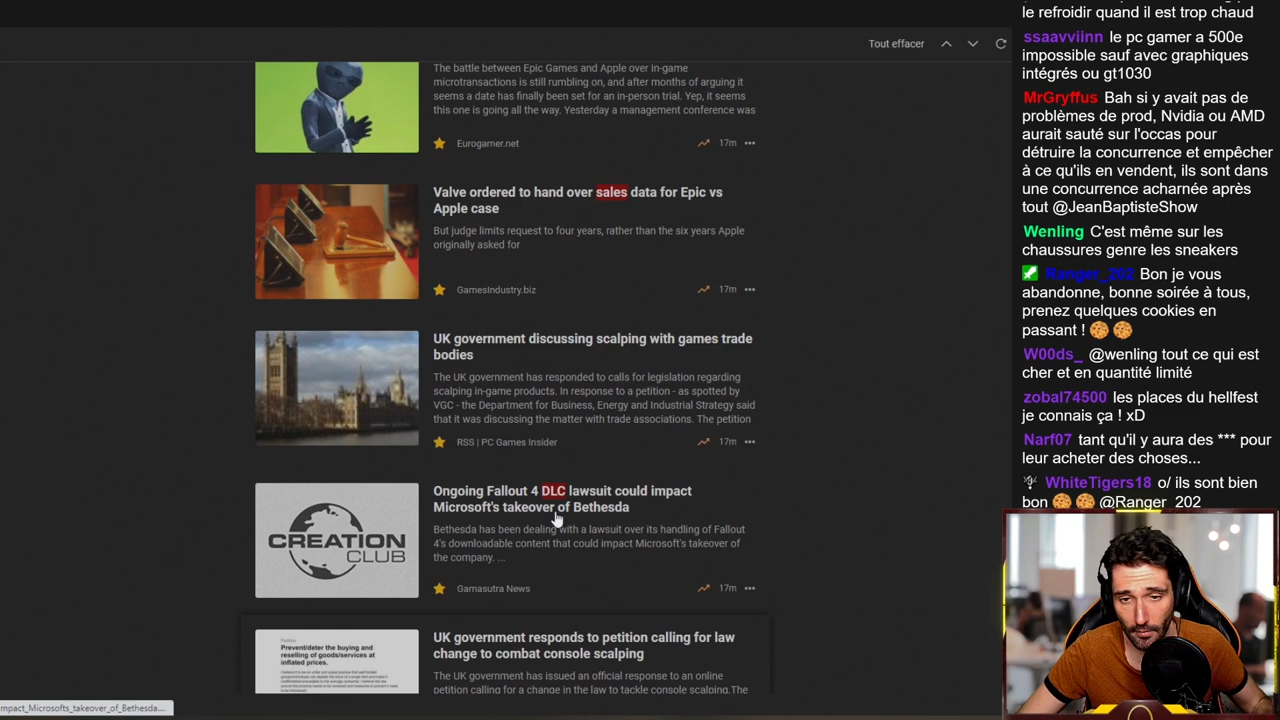 Tout effacer
The battle between Epic Games and Apple over in-game
microtransactions is still rumbling on, and after months of arguing it
seems a date has finally been set for an in-person trial. Yep, it seems
this one is going all the way. Yesterday a management conference was
Eurogamer.net
17m
Valve ordered to hand over sales data for Epic vs
Apple case
But judge limits request to four years, rather than the six years Apple
originally asked for
GamesIndustry.biz
17m
UK government discussing scalping with games trade
bodies
The UK government has responded to calls for legislation regarding
scalping in-game products. In response to a petition - as spotted by
VGC - the Department for Business, Energy and Industrial Strategy said
that it was discussing the matter with trade associations. The petition
RSS | PC Games Insider
17m
CREATION
CLUB
Ongoing Fallout 4 DLC lawsuit could impact
Microsoft's takeover of Bethesda
Bethesda has been dealing with a lawsuit over its handling of Fallout
4's downloadable content that could impact Microsoft's takeover of
the company. ...
Gamasutra News
17m
Petition
Prevent/deter the buying and
reselling of goods/services at
inflated prices.
UK government responds to petition calling for law
change to combat console scalping
The UK government has issued an official response to an online
petition calling for a change in the law to tackle console scalping.The
mpact_Microsofts_takeover_of_Bethesda....
le refroidir quand il est trop chaud
ssaavviinn le pc gamer a 500e
impossible sauf avec graphiques
intégrés ou gt1030
MrGryffus Bah si y avait pas de
problèmes de prod, Nvidia ou AMD
aurait sauté sur l'occas pour
détruire la concurrence et empêcher
à ce qu'ils en vendent, ils sont dans
une concurrence acharnée après
tout @JeanBaptisteShow
Wenling C'est même sur les
chaussures genre les sneakers
Ranger_202 Bon je vous
abandonne, bonne soirée à tous,
prenez quelques cookies en
passant ! 🍪 🍪
W00ds_ @wenling tout ce qui est
cher et en quantité limité
zobal74500 les places du hellfest
je connais ça ! xD
Narf07 tant qu'il y aura des *** pour
leur acheter des choses...
WhiteTigers18 o/ ils sont bien
bon 🍪 🍪 @Ranger_202